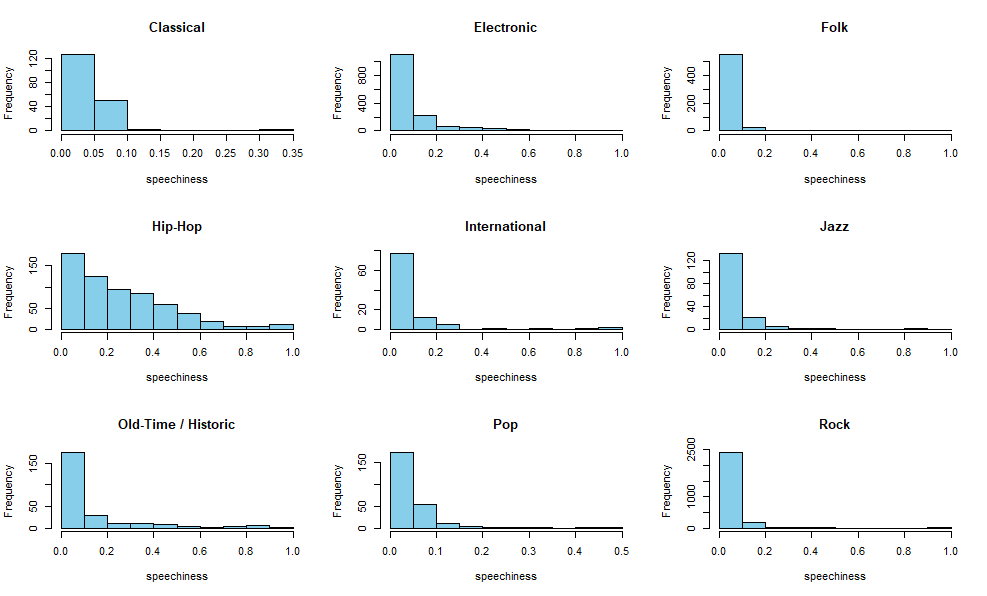 Classical
Frequency
0 40 80 120
0.00 0.05 0.10 0.15 0.20 0.25 0.30 0.35
speechiness
Electronic
Frequency
0 400 800
0.0 0.2 0.4 0.6 0.8 1.0
speechiness
Folk
Frequency
0 200 400
0.0 0.2 0.4 0.6 0.8 1.0
speechiness
Hip-Hop
Frequency
0 50 150
0.0 0.2 0.4 0.6 0.8 1.0
speechiness
International
Frequency
0 20 60
0.0 0.2 0.4 0.6 0.8 1.0
speechiness
Jazz
Frequency
0 40 80 120
0.0 0.2 0.4 0.6 0.8 1.0
speechiness
Old-Time / Historic
Frequency
0 50 150
0.0 0.2 0.4 0.6 0.8 1.0
speechiness
Pop
Frequency
0 50 150
0.0 0.1 0.2 0.3 0.4 0.5
speechiness
Rock
Frequency
0 1000 2500
0.0 0.2 0.4 0.6 0.8 1.0
speechiness